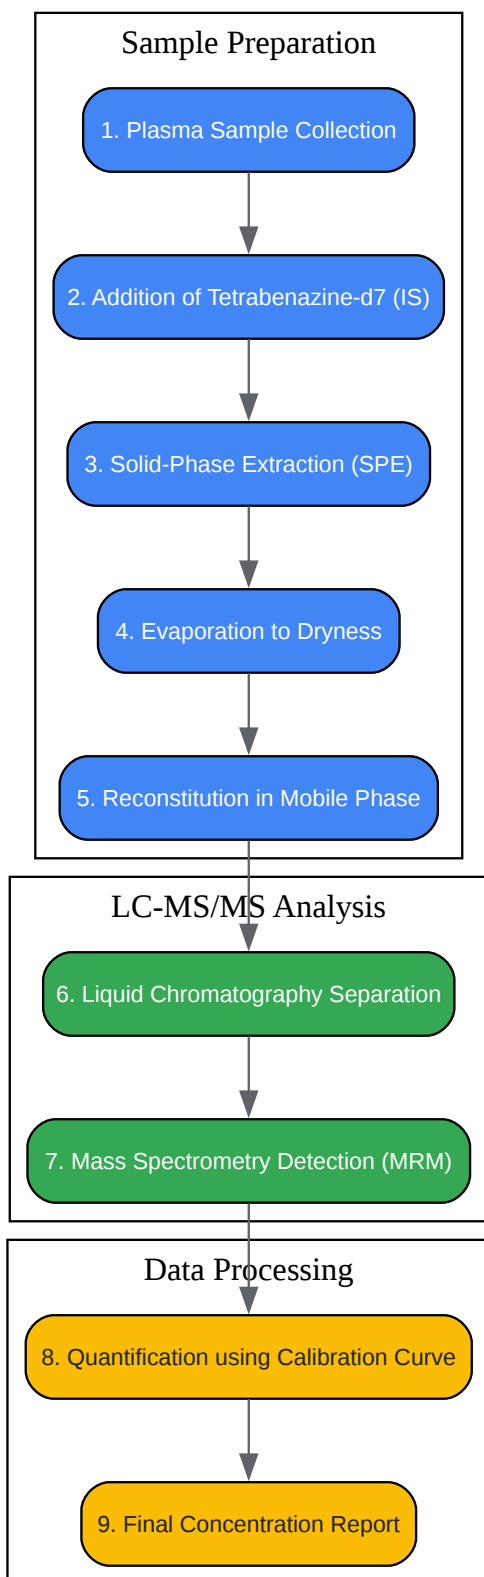 Sample Preparation
1. Plasma Sample Collection
2. Addition of Tetrabenazine-d7 (IS)
3. Solid-Phase Extraction (SPE)
4. Evaporation to Dryness
5. Reconstitution in Mobile Phase
LC-MS/MS Analysis
6. Liquid Chromatography Separation
7. Mass Spectrometry Detection (MRM)
Data Processing
8. Quantification using Calibration Curve
9. Final Concentration Report